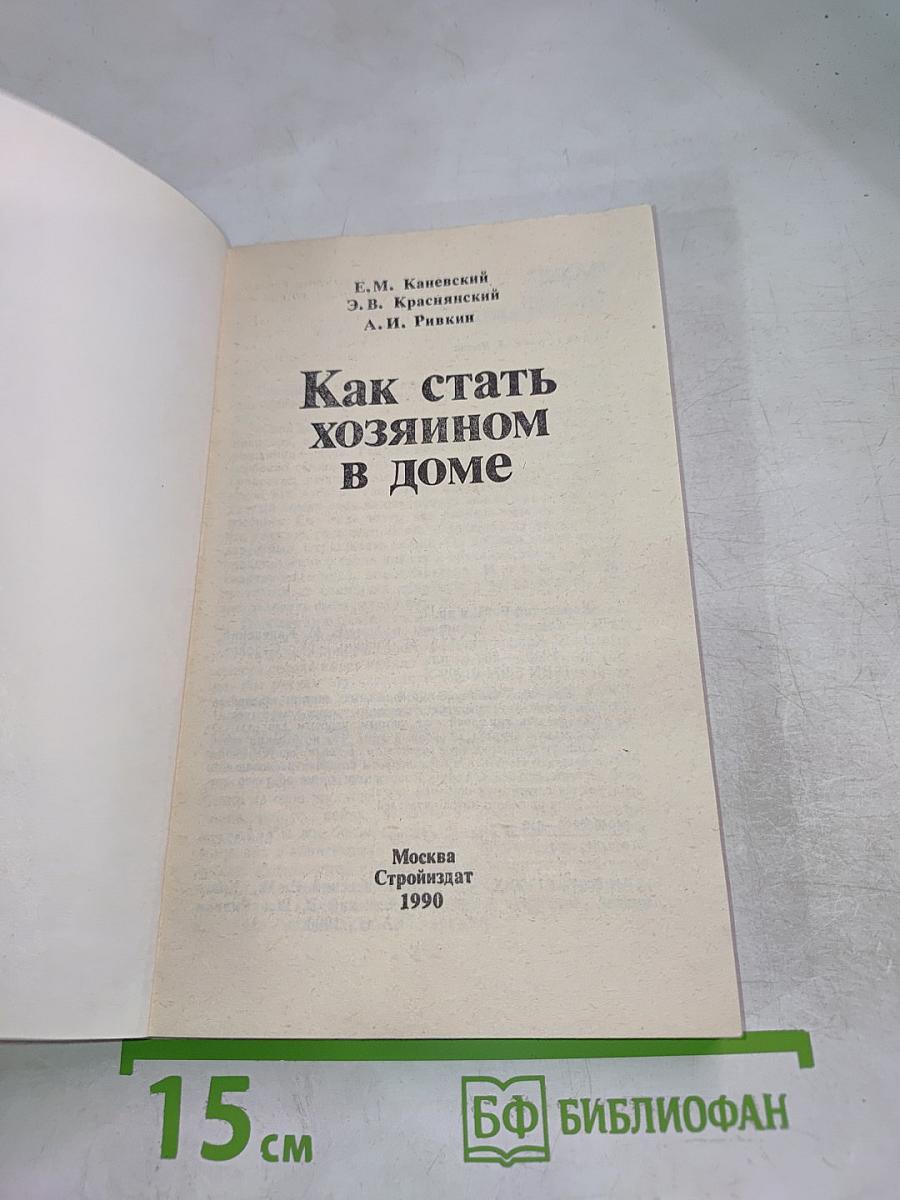 Е.М. Каневский
Э.В. Краснянский
А.И. Ривкин
Как стать
хозяином
в доме
Москва
Стройиздат
1990
15 см
БФ БИБЛИОФАН